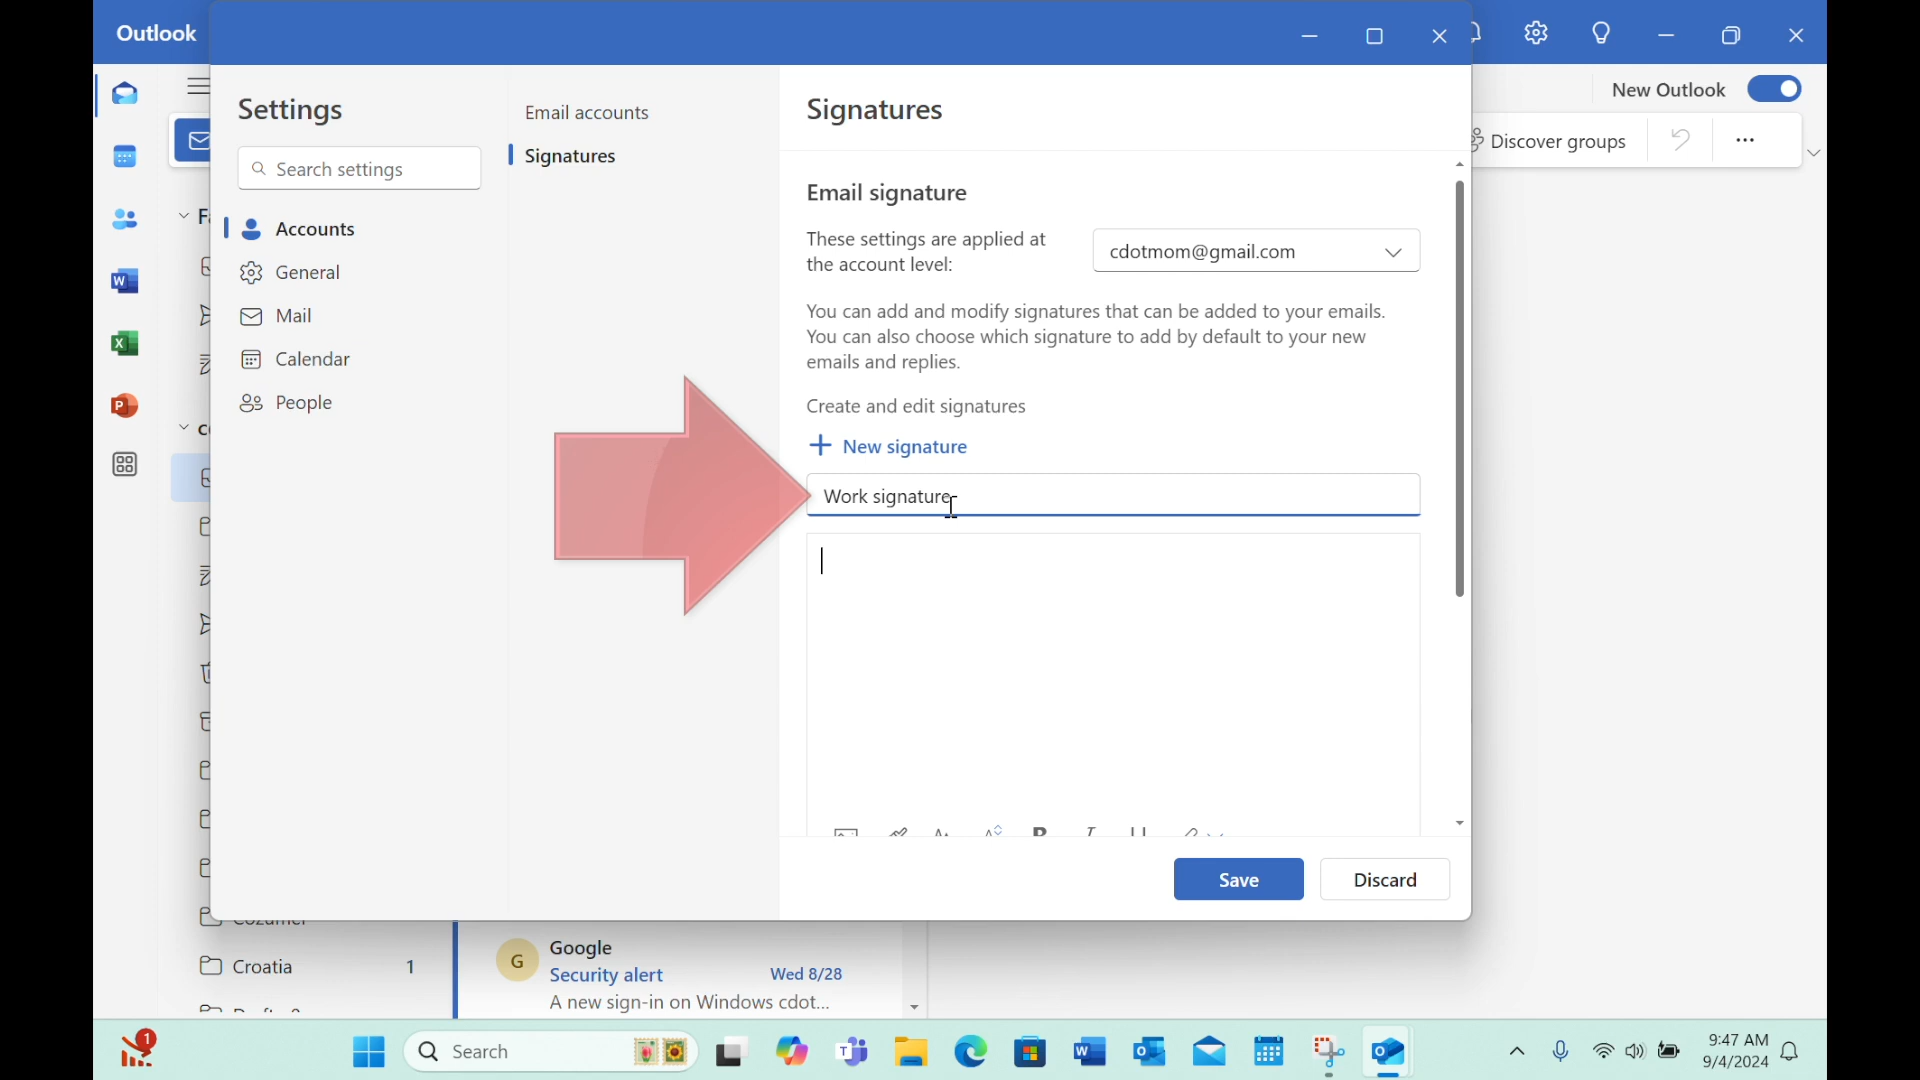 Outlook
New Outlook
Discover groups
Settings
Search settings
Accounts
General
Mail
Calendar
People
Email accounts
Signatures
Signatures
Email signature
These settings are applied at
the account level:
cdotmom@gmail.com
You can add and modify signatures that can be added to your emails.
You can also choose which signature to add by default to your new
emails and replies.
Create and edit signatures
New signature
Work signature
Save
Discard
Croatia 1
G
Google
Security alert Wed 8/28
A new sign-in on Windows cdot...
1
Search
9:47 AM
9/4/2024